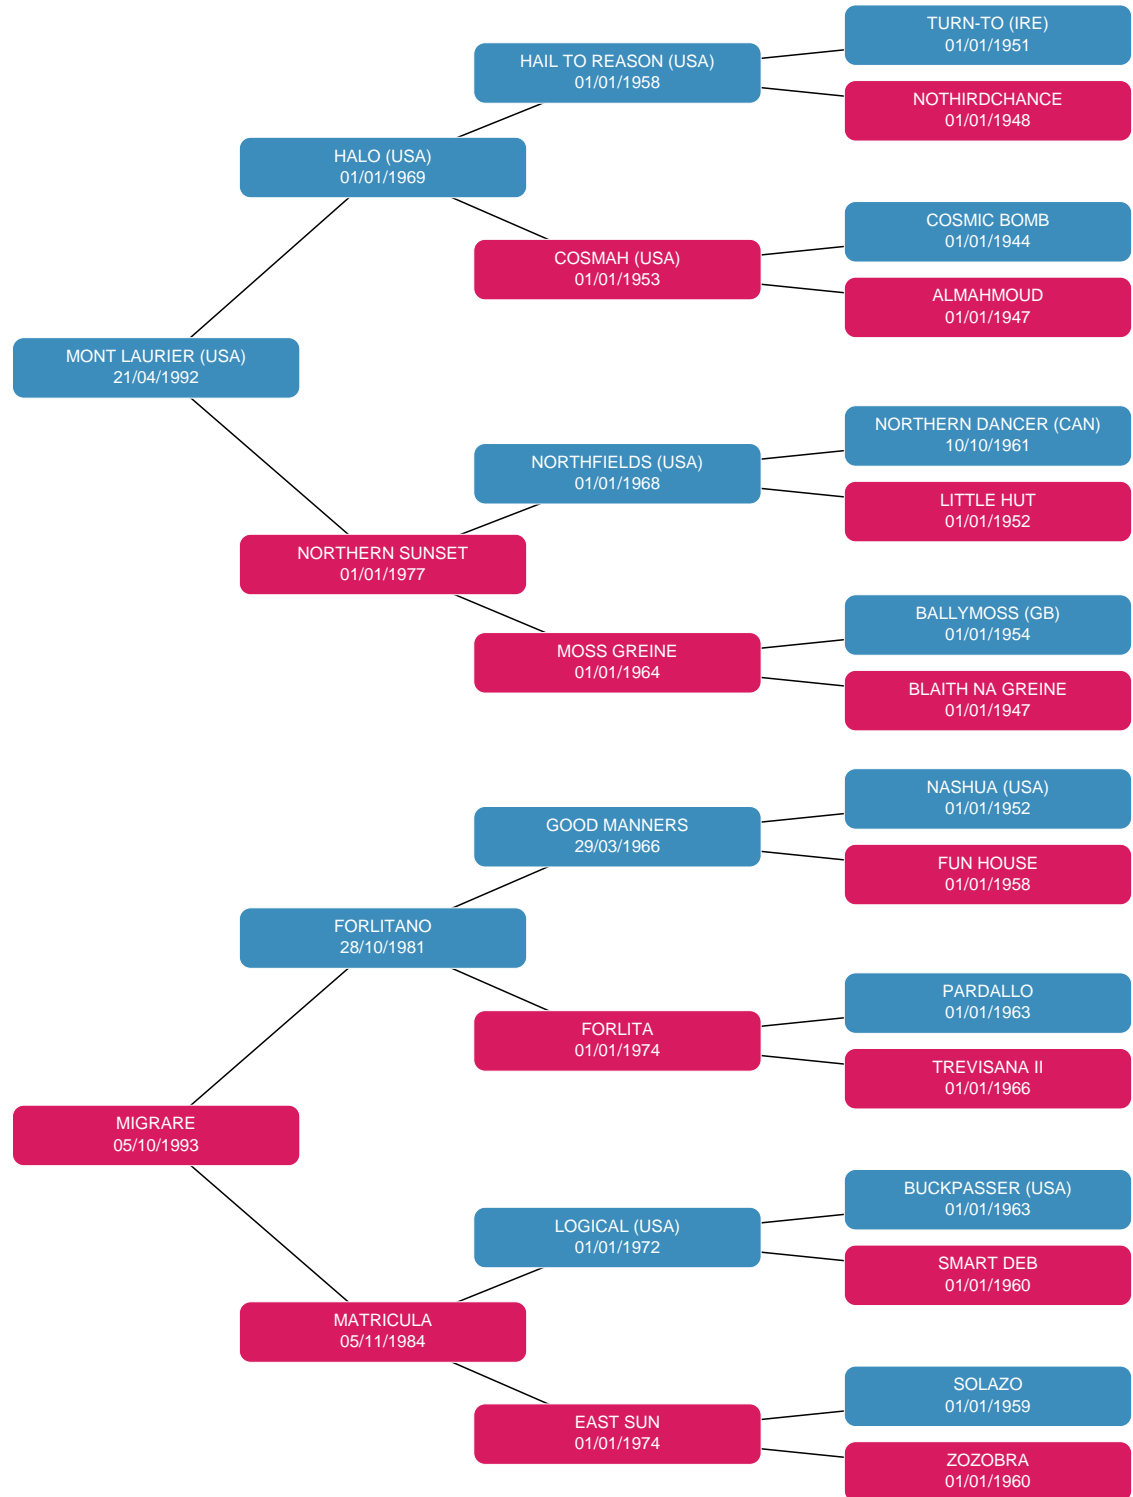 TURN-TO (IRE)
01/01/1951
HAIL TO REASON (USA)
01/01/1958
NOTHIRDCHANCE
01/01/1948
HALO (USA)
01/01/1969
COSMIC BOMB
01/01/1944
COSMAH (USA)
01/01/1953
ALMAHMOUD
01/01/1947
MONT LAURIER (USA)
21/04/1992
NORTHERN DANCER (CAN)
10/10/1961
NORTHFIELDS (USA)
01/01/1968
LITTLE HUT
01/01/1952
NORTHERN SUNSET
01/01/1977
BALLYMOSS (GB)
01/01/1954
MOSS GREINE
01/01/1964
BLAITH NA GREINE
01/01/1947
NASHUA (USA)
01/01/1952
GOOD MANNERS
29/03/1966
FUN HOUSE
01/01/1958
FORLITANO
28/10/1981
PARDALLO
01/01/1963
FORLITA
01/01/1974
TREVISANA II
01/01/1966
MIGRARE
05/10/1993
BUCKPASSER (USA)
01/01/1963
LOGICAL (USA)
01/01/1972
SMART DEB
01/01/1960
MATRICULA
05/11/1984
SOLAZO
01/01/1959
EAST SUN
01/01/1974
ZOZOBRA
01/01/1960